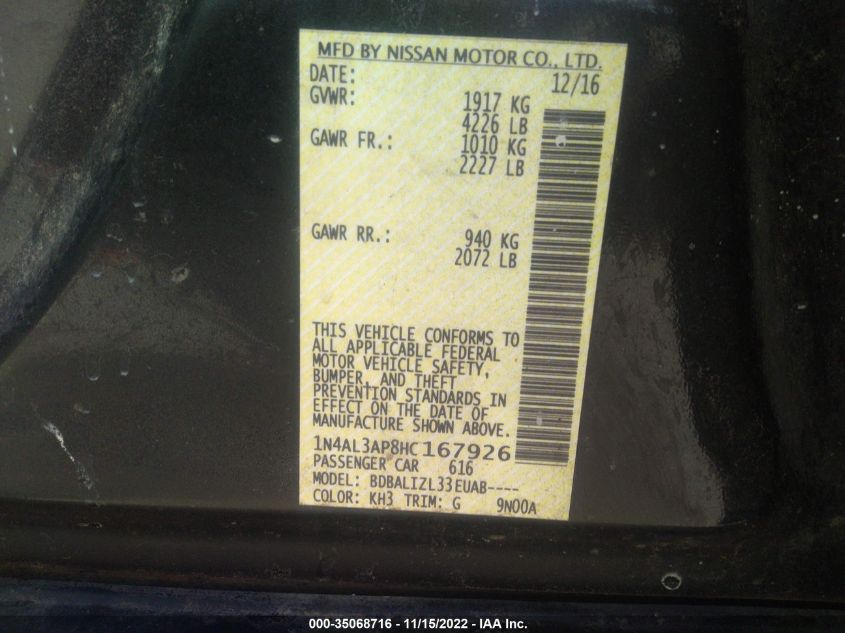 MFD BY NISSAN MOTOR CO., LTD.
DATE: 12/16
GVWR: 1917 KG
4226 LB
GAWR FR.: 1010 KG
2227 LB
GAWR RR.: 940 KG
2072 LB
THIS VEHICLE CONFORMS TO
ALL APPLICABLE FEDERAL
MOTOR VEHICLE SAFETY,
BUMPER, AND THEFT
PREVENTION STANDARDS IN
EFFECT ON THE DATE OF
MANUFACTURE SHOWN ABOVE.
1N4AL3AP8HC167926
PASSENGER CAR 616
MODEL: BDBALIZL33EUAB----
COLOR: KH3 TRIM: G 9N00A
000-35068716 - 11/15/2022 - IAA Inc.